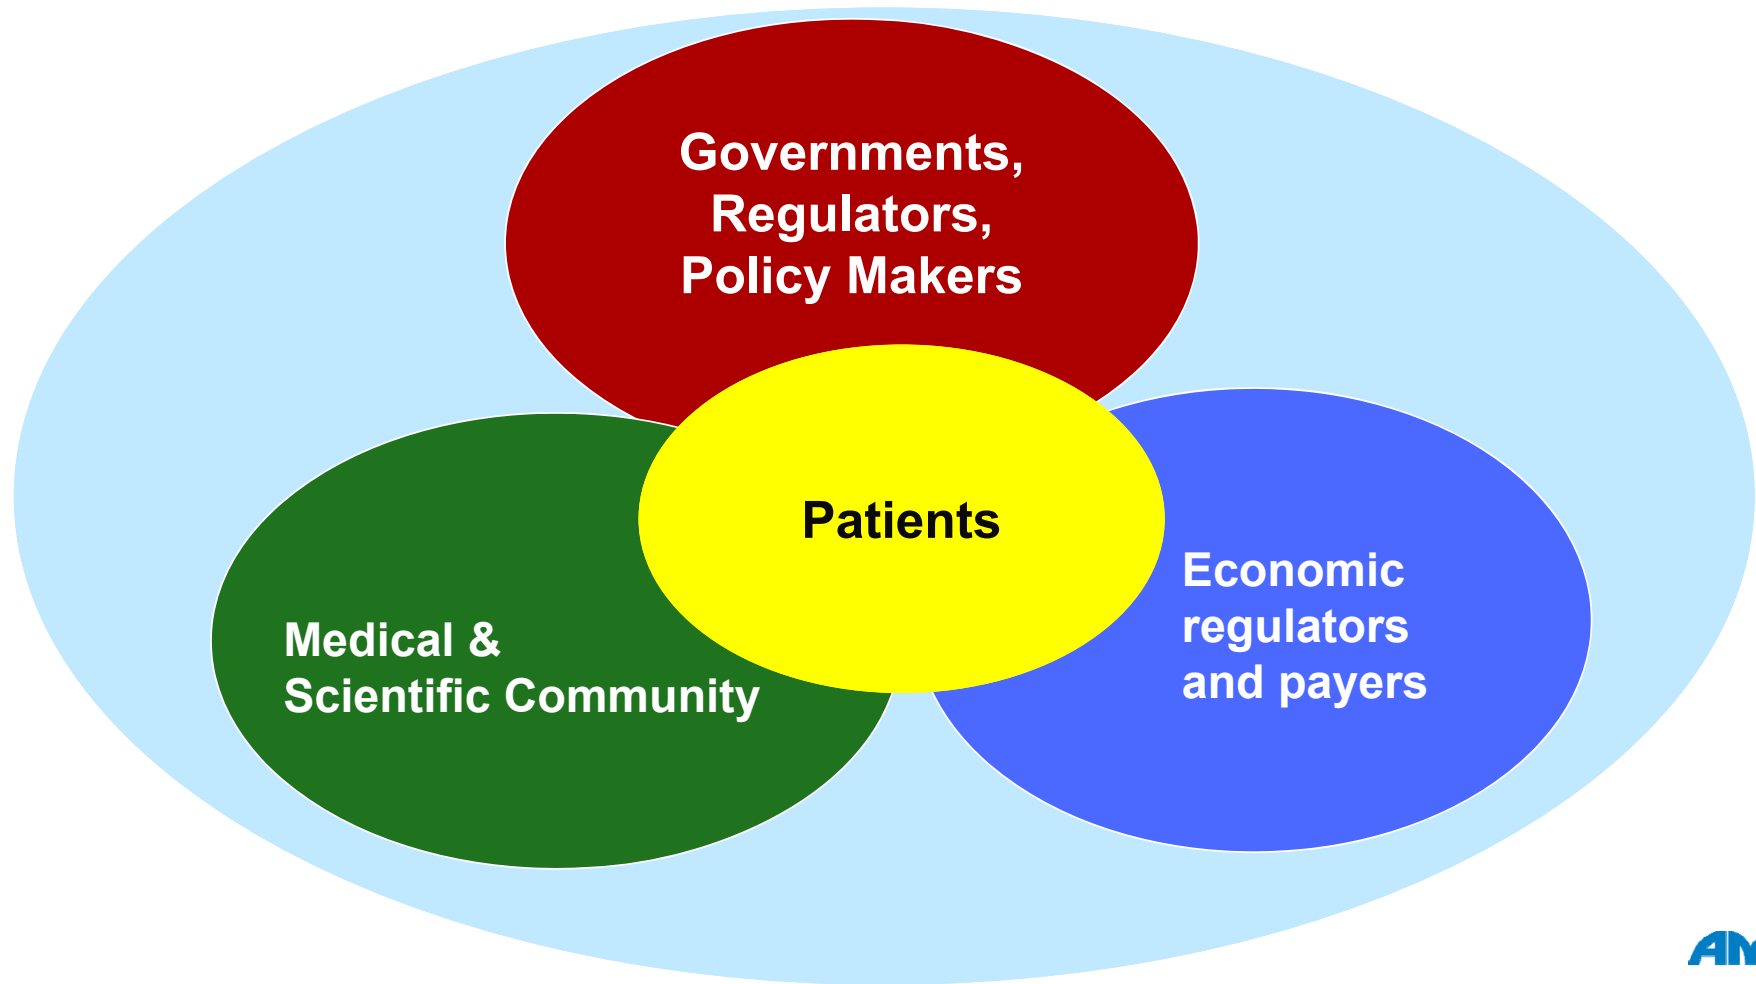 Governments,
Regulators,
Policy Makers
Patients
Economic
regulators
and payers
Medical &
Scientific Community